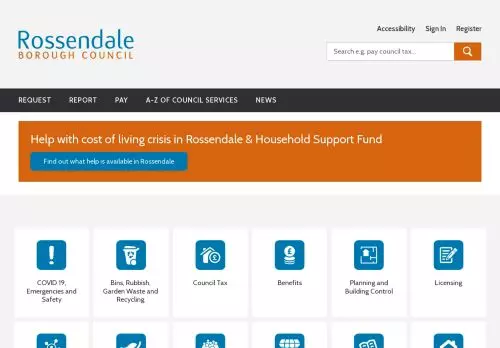 Accessibility Sign In Register
Rossendale
BOROUGH COUNCIL
Search e.g. pay council tax...
REQUEST REPORT PAY A-Z OF COUNCIL SERVICES NEWS
Help with cost of living crisis in Rossendale & Household Support Fund
Find out what help is available in Rossendale
COVID 19,
Emergencies and
Safety
Bins, Rubbish,
Garden Waste and
Recycling
Council Tax
Benefits
Planning and
Building Control
Licensing